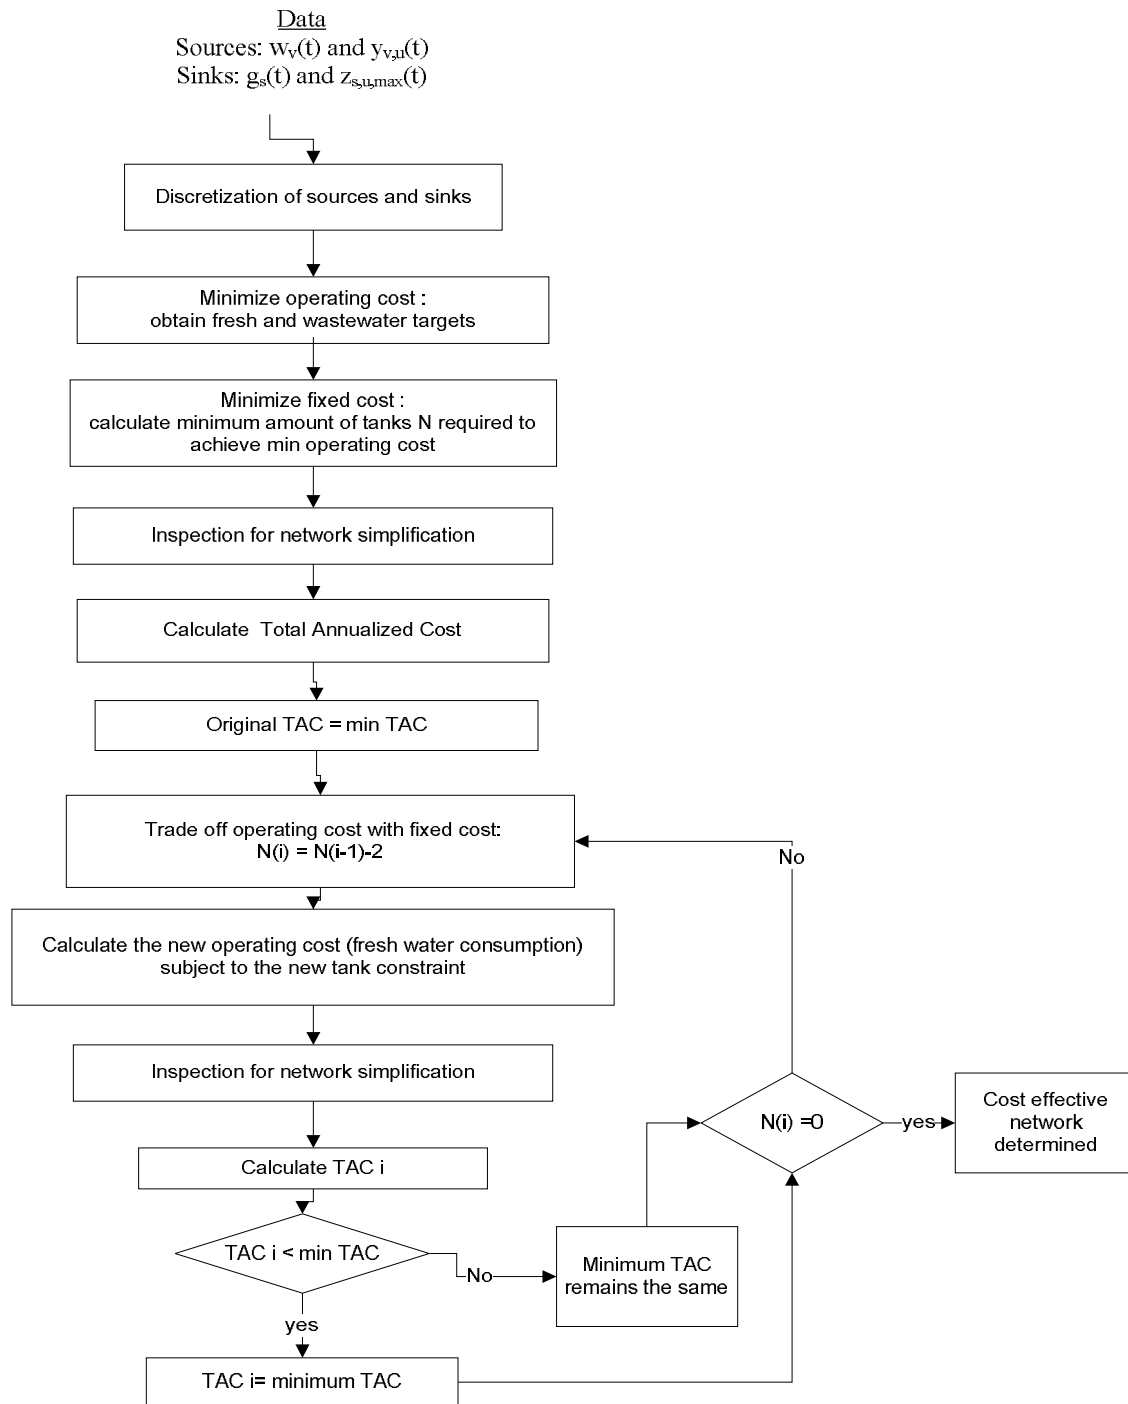 Data
Sources: wv(t) and yv,u(t)
Sinks: gs(t) and zs,u,max(t)
Discretization of sources and sinks
Minimize operating cost :
obtain fresh and wastewater targets
Minimize fixed cost :
calculate minimum amount of tanks N required to
achieve min operating cost
Inspection for network simplification
Calculate Total Annualized Cost
Original TAC = min TAC
Trade off operating cost with fixed cost:
N(i) = N(i-1)-2
No
Calculate the new operating cost (fresh water consumption)
subject to the new tank constraint
Inspection for network simplification
N(i) =0
yes
Cost effective
network
determined
Calculate TAC i
TAC i < min TAC
No
Minimum TAC
remains the same
yes
TAC i= minimum TAC